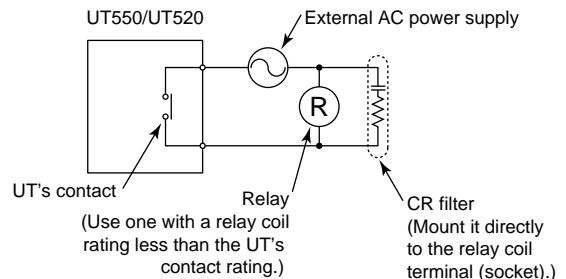 UT550/UT520
External AC power supply
R
UT's contact
Relay
(Use one with a relay coil
rating less than the UT's
contact rating.)
CR filter
(Mount it directly
to the relay coil
terminal (socket).)